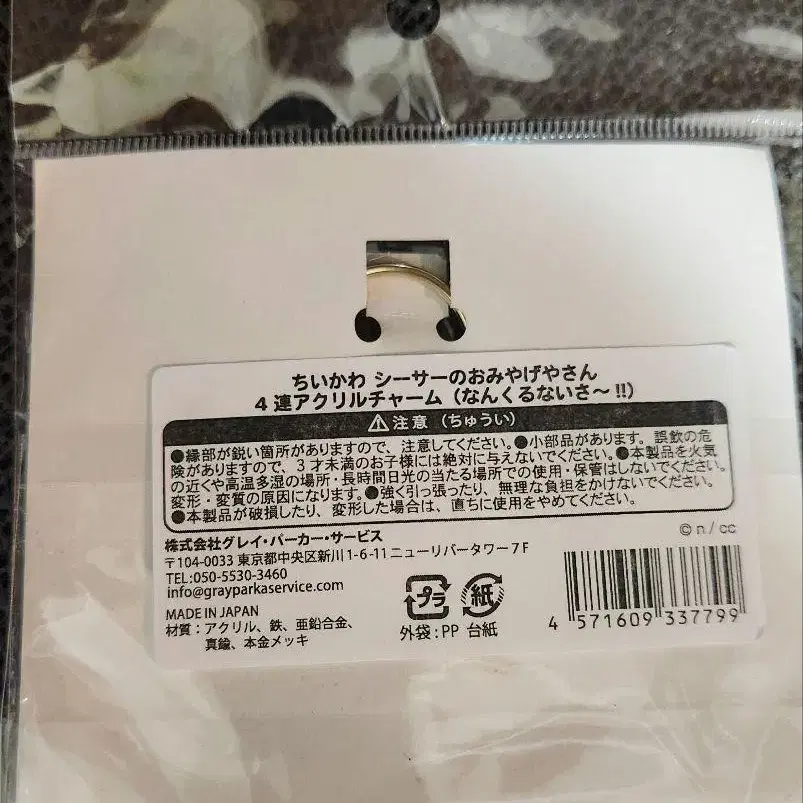 ちいかわ シーサーのおみやげやさん
4連アクリルチャーム（なんくるないさ～!!）
⚠注意（ちゅうい）
●縁部が鋭い箇所がありますので、注意してください。●小部品があります。誤飲の危
険がありますので、3才未満のお子様には絶対に与えないでください。●本製品を火気
の近くや高温多湿の場所・長時間日光の当たる場所での使用・保管はしないでください。
変形・変質の原因になります。●強く引っ張ったり、無理な負担をかけないでください。
●本製品が破損したり、変形した場合は、直ちに使用をやめてください。
©n/cc
株式会社グレイ・パーカー・サービス
〒104-0033 東京都中央区新川1-6-11 ニューリバータワー7F
TEL:050-5530-3460
info@grayparkaservice.com
MADE IN JAPAN
材質：アクリル、鉄、亜鉛合金、
真鍮、本金メッキ
プラ 紙
外袋:PP 台紙
4 571609 337799